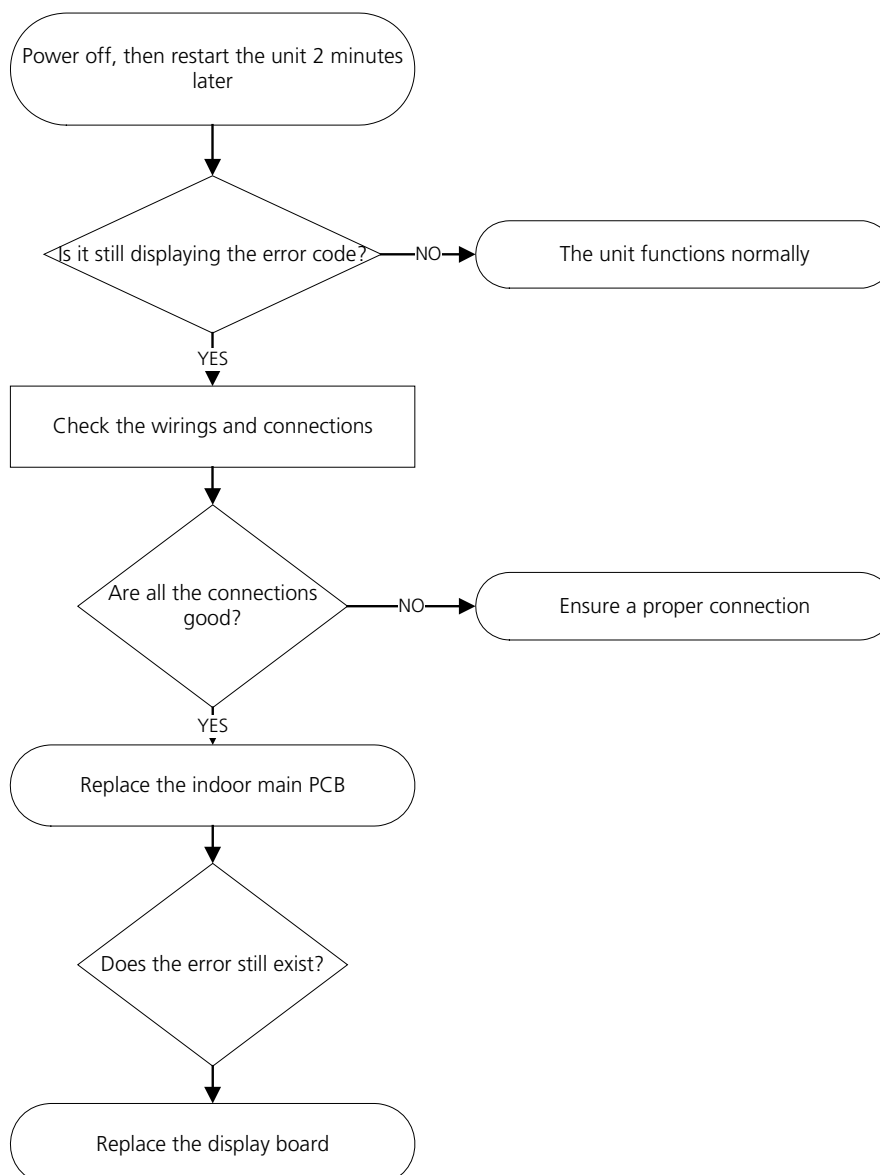 Power off, then restart the unit 2 minutes
later
Is it still displaying the error code?
NO
The unit functions normally
YES
Check the wirings and connections
Are all the connections
good?
NO
Ensure a proper connection
YES
Replace the indoor main PCB
Does the error still exist?
Replace the display board